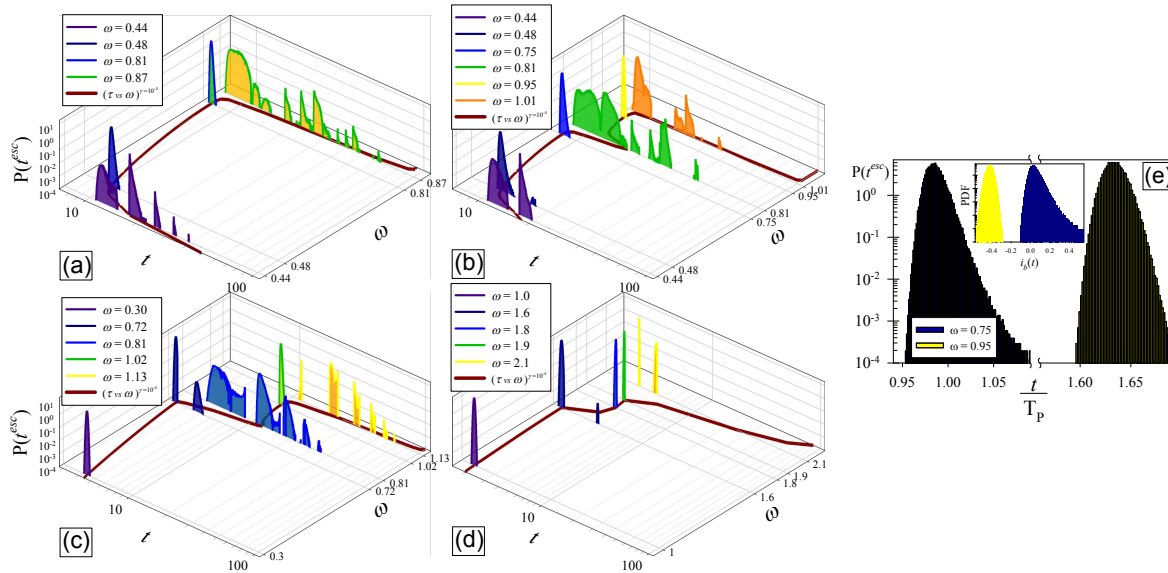 ω = 0.44
ω = 0.48
ω = 0.81
ω = 0.87
(τ vs ω)^γ=10^-4
P(t^esc)
10^1
10^0
10^-1
10^-2
10^-3
10^-4
10
100
t
0.44
0.48
0.81
0.87
ω
(a)
ω = 0.44
ω = 0.48
ω = 0.75
ω = 0.81
ω = 0.95
ω = 1.01
(τ vs ω)^γ=10^-4
10
100
t
0.44
0.48
0.75
0.81
0.95
1.01
ω
(b)
ω = 0.30
ω = 0.72
ω = 0.81
ω = 1.02
ω = 1.13
(τ vs ω)^γ=10^-4
P(t^esc)
10^1
10^0
10^-1
10^-2
10^-3
10^-4
10
100
t
0.3
0.72
0.81
1.02
1.13
ω
(c)
ω = 1.0
ω = 1.6
ω = 1.8
ω = 1.9
ω = 2.1
(τ vs ω)^γ=10^-4
10
100
t
1
1.6
1.8
1.9
2.1
ω
(d)
P(t^esc)
10^0
10^-1
10^-2
10^-3
10^-4
(e)
PDF
-0.4
-0.2
0.0
0.2
0.4
i_b(t)
ω = 0.75
ω = 0.95
0.95
1.00
1.05
1.60
1.65
t
T_P